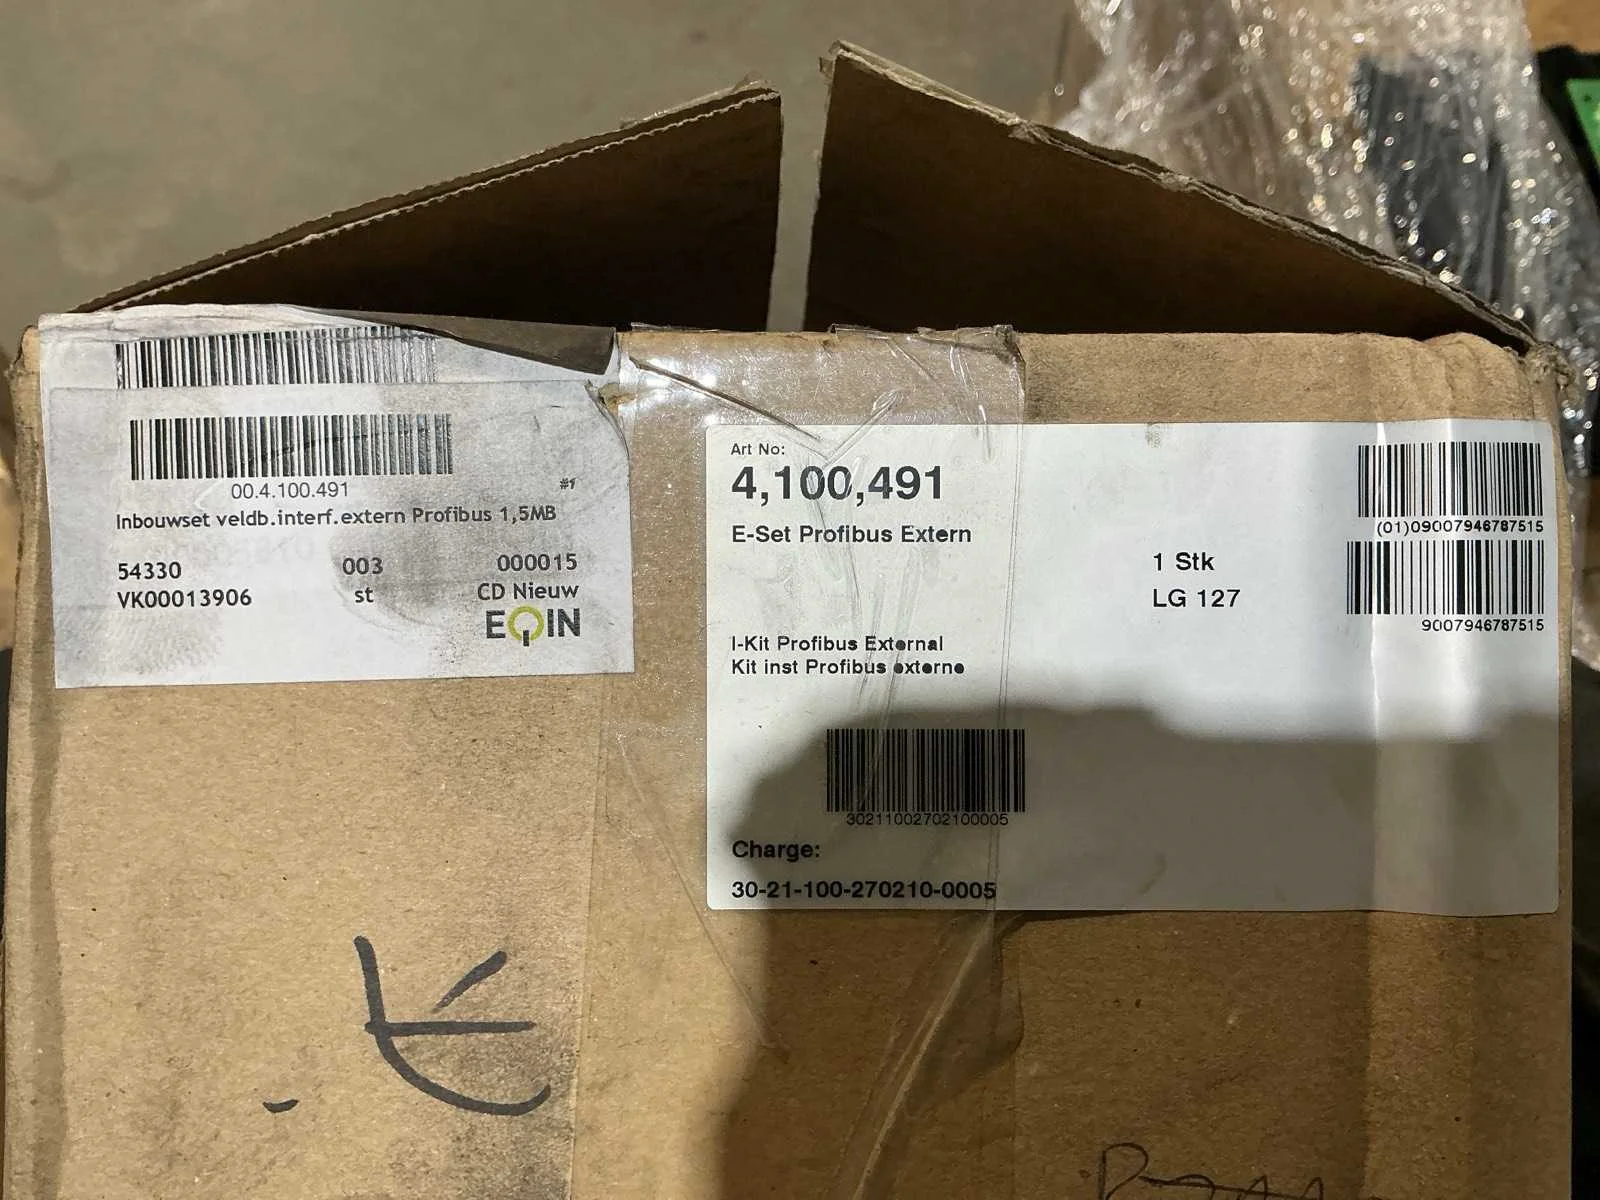 00.4.100.491
#1
Inbouwset veldb.interf.extern Profibus 1,5MB
54330 003 000015
VK00013906 st CD Nieuw
EQIN
Art No:
4,100,491
E-Set Profibus Extern
1 Stk
LG 127
(01)09007946787515
9007946787515
I-Kit Profibus External
Kit inst Profibus externe
30211002702100005
Charge:
30-21-100-270210-0005